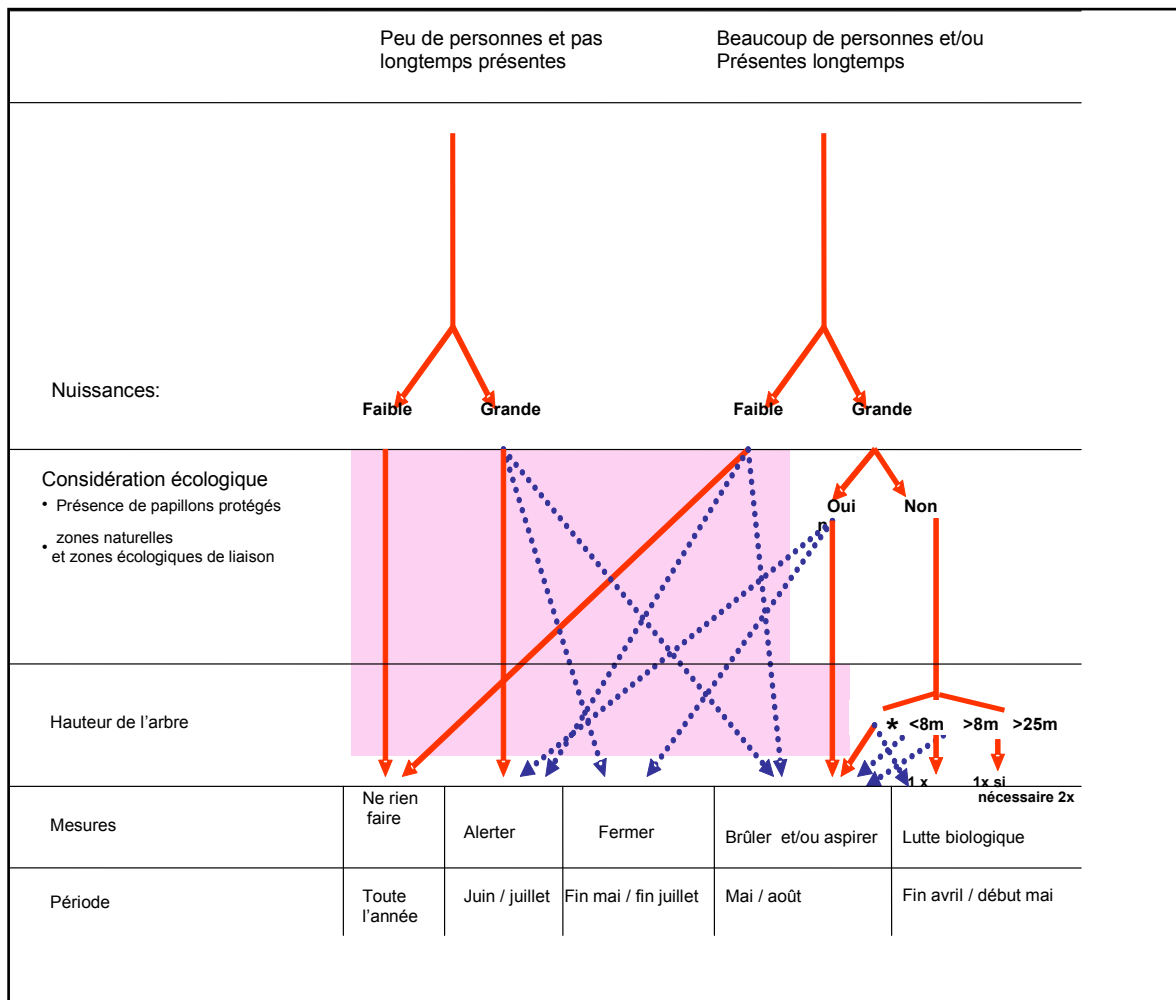 Peu de personnes et pas
longtemps présentes
Beaucoup de personnes et/ou
Présentes longtemps
Nuissances:
Faible
Grande
Faible
Grande
Considération écologique
• Présence de papillons protégés
• zones naturelles
et zones écologiques de liaison
Oui
n
Non
Hauteur de l'arbre
* <8m >8m >25m
1 x
1x si
nécessaire 2x
Mesures
Ne rien
faire
Alerter
Fermer
Brûler et/ou aspirer
Lutte biologique
Période
Toute
l'année
Juin / juillet
Fin mai / fin juillet
Mai / août
Fin avril / début mai